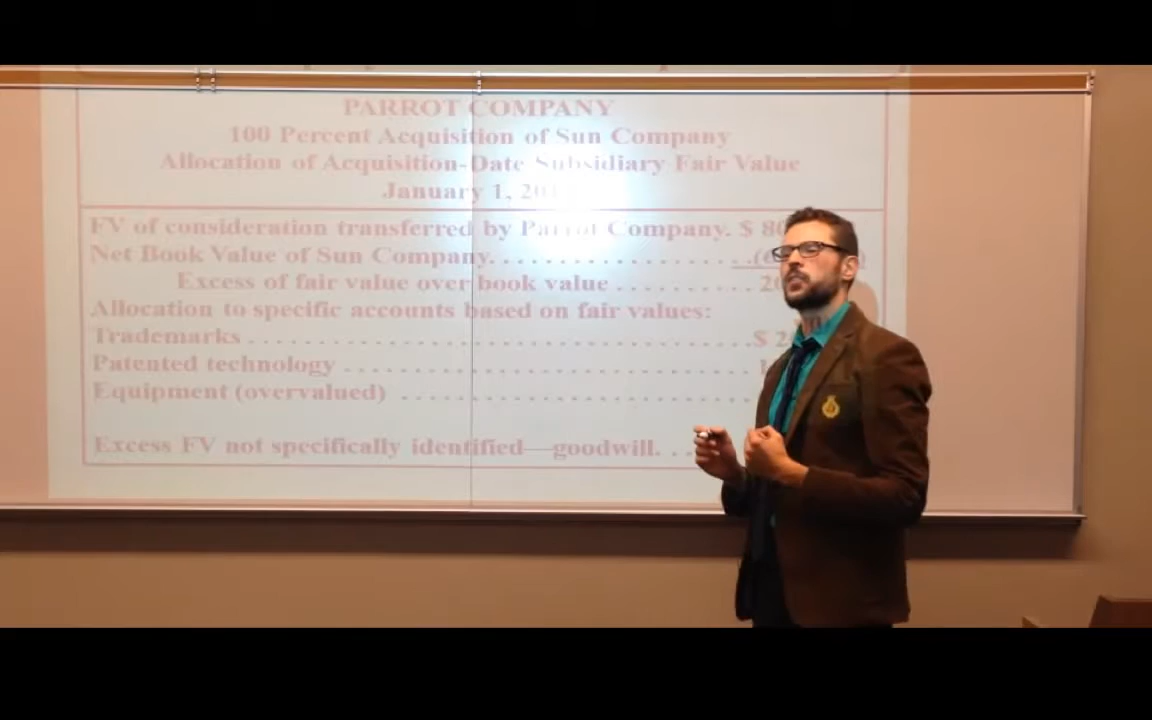 PARROT COMPANY
100 Percent Acquisition of Sun Company
Allocation of Acquisition-Date Subsidiary Fair Value
January 1,
FV of consideration transferred by Parrot Company. $
Net Book Value of Sun Company. . . . . . . . . . . . . . . . . . . .
Excess of fair value over book value . . . . . . . . . .
Allocation to specific accounts based on fair values:
Trademarks . . . . . . . . . . . . . . . . . . . . . . . . . . . . . . . . . . . . . $
Patented technology . . . . . . . . . . . . . . . . . . . . . . . . . . . . .
Equipment (overvalued) . . . . . . . . . . . . . . . . . . . . . . . . .
Excess FV not specifically identified—goodwill. . .